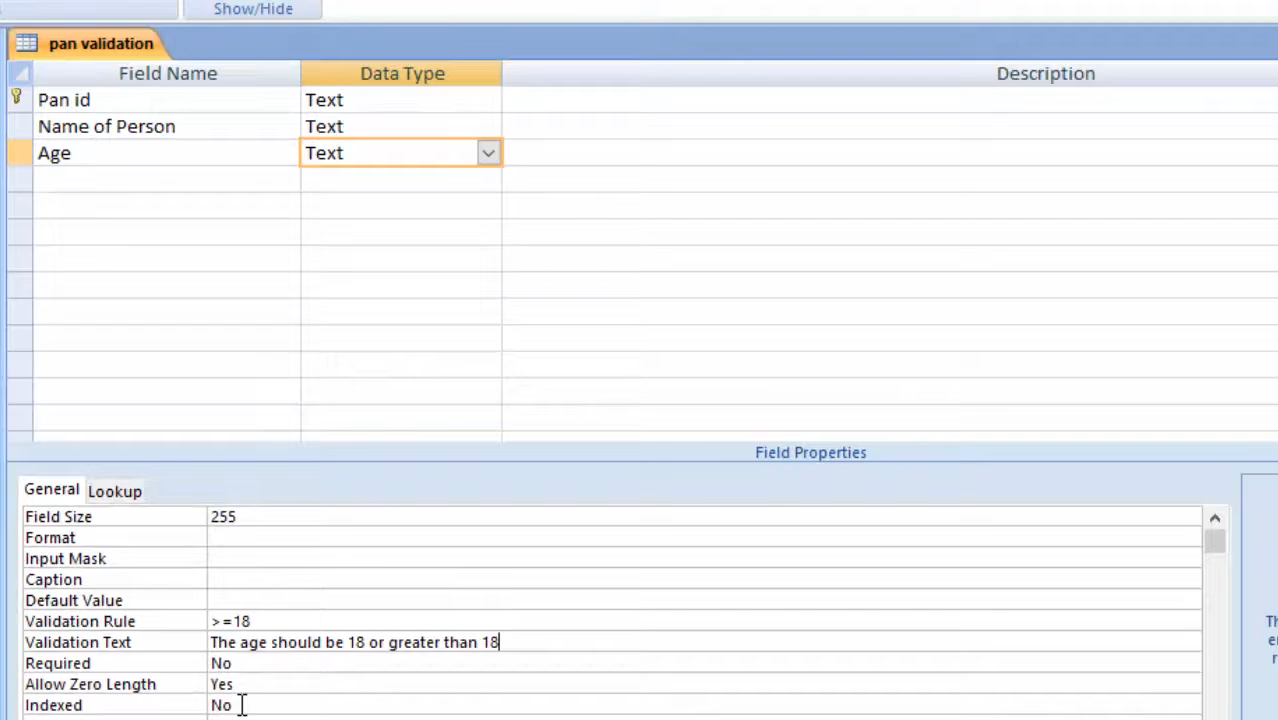 Show/Hide
pan validation
Field Name Data Type Description
Pan id Text
Name of Person Text
Age Text
Field Properties
General Lookup
Field Size 255
Format
Input Mask
Caption
Default Value
Validation Rule >=18
Validation Text The age should be 18 or greater than 18
Required No
Allow Zero Length Yes
Indexed No